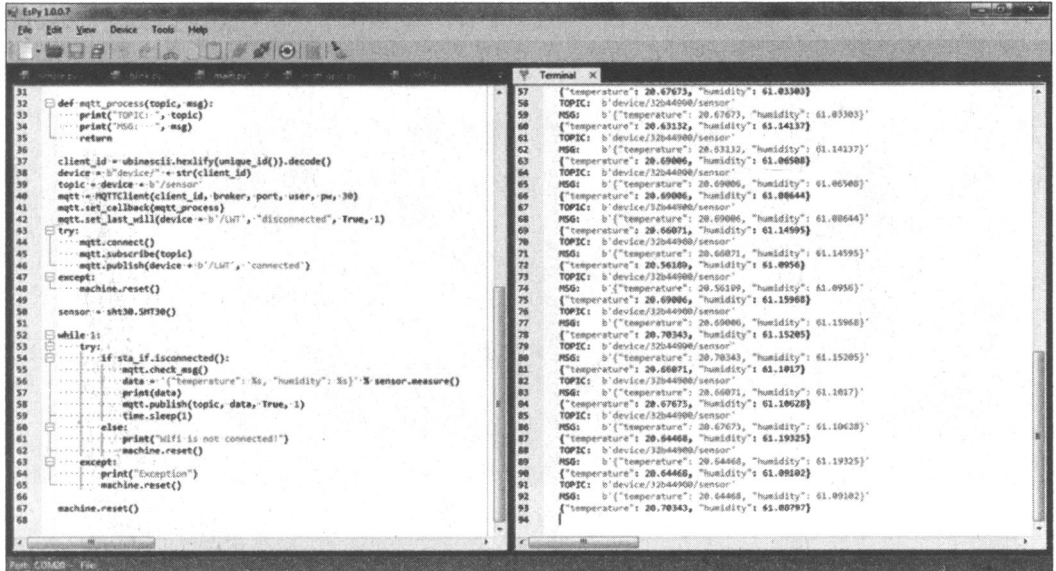 EsPy 1.0.0.7
File Edit View Device Tools Help
31
32 def mqtt_process(topic, msg):
33 print("TOPIC: ", topic)
34 print("MSG: ", msg)
35 return
36
37 client_id = ubinascii.hexlify(unique_id()).decode()
38 device = b"device/" + str(client_id)
39 topic = device + b'/sensor'
40 mqtt = MQTTClient(client_id, broker, port, user, pw, 30)
41 mqtt.set_callback(mqtt_process)
42 mqtt.set_last_will(device + b'/LWT', "disconnected", True, 1)
43 try:
44 mqtt.connect()
45 mqtt.subscribe(topic)
46 mqtt.publish(device + b'/LWT', 'connected')
47 except:
48 machine.reset()
49
50 sensor = sht30.SHT30()
51
52 while 1:
53 try:
54 if sta_if.isconnected():
55 mqtt.check_msg()
56 data = '{"temperature": %s, "humidity": %s}' % sensor.measure()
57 print(data)
58 mqtt.publish(topic, data, True, 1)
59 time.sleep(1)
60 else:
61 print("Wifi is not connected!")
62 machine.reset()
63 except:
64 print("Exception")
65 machine.reset()
66
67 machine.reset()
68
Terminal ×
57 {"temperature": 20.67673, "humidity": 61.03303}
58 TOPIC: b'device/32b44900/sensor'
59 MSG: b'{"temperature": 20.67673, "humidity": 61.03303}'
60 {"temperature": 20.63132, "humidity": 61.14137}
61 TOPIC: b'device/32b44900/sensor'
62 MSG: b'{"temperature": 20.63132, "humidity": 61.14137}'
63 {"temperature": 20.69006, "humidity": 61.06508}
64 TOPIC: b'device/32b44900/sensor'
65 MSG: b'{"temperature": 20.69006, "humidity": 61.06508}'
66 {"temperature": 20.69006, "humidity": 61.08644}
67 TOPIC: b'device/32b44900/sensor'
68 MSG: b'{"temperature": 20.69006, "humidity": 61.08644}'
69 {"temperature": 20.66071, "humidity": 61.14595}
70 TOPIC: b'device/32b44900/sensor'
71 MSG: b'{"temperature": 20.66071, "humidity": 61.14595}'
72 {"temperature": 20.56189, "humidity": 61.0956}
73 TOPIC: b'device/32b44900/sensor'
74 MSG: b'{"temperature": 20.56189, "humidity": 61.0956}'
75 {"temperature": 20.69006, "humidity": 61.15968}
76 TOPIC: b'device/32b44900/sensor'
77 MSG: b'{"temperature": 20.69006, "humidity": 61.15968}'
78 {"temperature": 20.70343, "humidity": 61.15205}
79 TOPIC: b'device/32b44900/sensor'
80 MSG: b'{"temperature": 20.70343, "humidity": 61.15205}'
81 {"temperature": 20.66071, "humidity": 61.1017}
82 TOPIC: b'device/32b44900/sensor'
83 MSG: b'{"temperature": 20.66071, "humidity": 61.1017}'
84 {"temperature": 20.67673, "humidity": 61.10628}
85 TOPIC: b'device/32b44900/sensor'
86 MSG: b'{"temperature": 20.67673, "humidity": 61.10628}'
87 {"temperature": 20.64468, "humidity": 61.19325}
88 TOPIC: b'device/32b44900/sensor'
89 MSG: b'{"temperature": 20.64468, "humidity": 61.19325}'
90 {"temperature": 20.64468, "humidity": 61.09102}
91 TOPIC: b'device/32b44900/sensor'
92 MSG: b'{"temperature": 20.64468, "humidity": 61.09102}'
93 {"temperature": 20.70343, "humidity": 61.08797}
94
Port: COM20 - File: